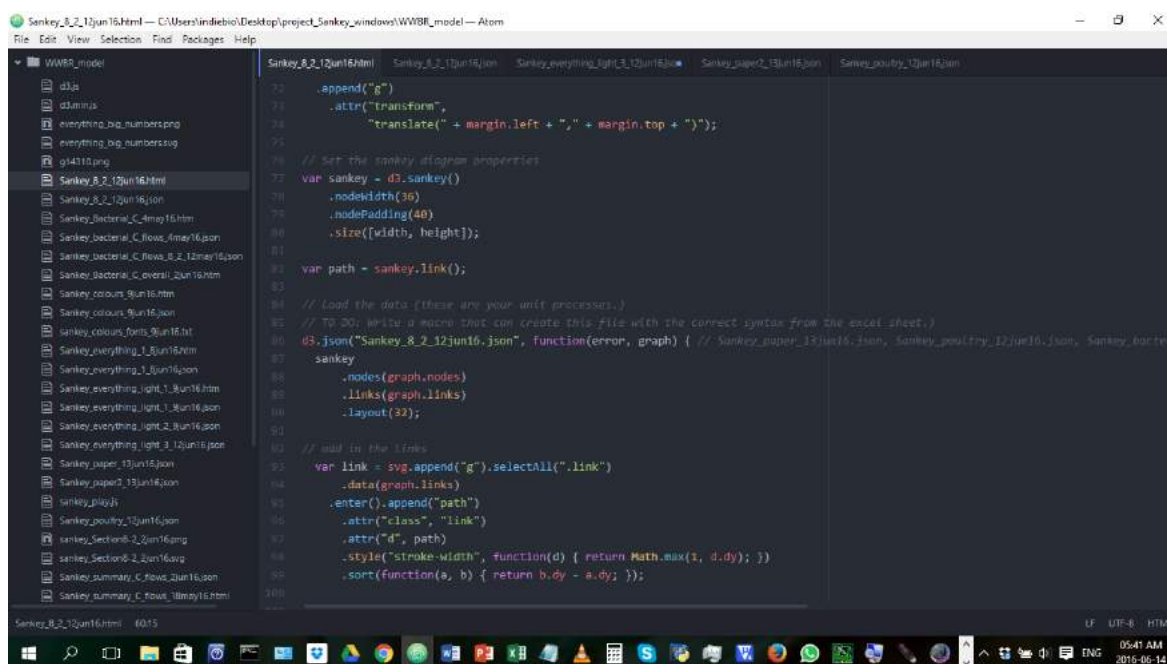 Sankey_8_2_12jun16.html — C:\Users\indiebio\Desktop\project_Sankey_windows\WWBR_model — Atom
File Edit View Selection Find Packages Help
WWBR_model
d3.js
d3.min.js
everything_big_numbers.png
everything_big_numbers.svg
g14310.png
Sankey_8_2_12jun16.html
Sankey_8_2_12jun16.json
Sankey_Bacterial_C_4may16.htm
Sankey_bacterial_C_flows_4may16.json
Sankey_bacterial_C_flows_8_2_12may16.json
Sankey_Bacterial_C_overall_2jun16.htm
Sankey_colours_9jun16.htm
Sankey_colours_9jun16.json
sankey_colours_fonts_9jun16.txt
Sankey_everything_1_8jun16.htm
Sankey_everything_1_8jun16.json
Sankey_everything_light_1_9jun16.htm
Sankey_everything_light_1_9jun16.json
Sankey_everything_light_2_9jun16.json
Sankey_everything_light_3_12jun16.json
Sankey_paper_13jun16.json
Sankey_paper2_13jun16.json
sankey_play.js
Sankey_poultry_12jun16.json
sankey_Section8-2_2jun16.png
sankey_Section8-2_2jun16.svg
Sankey_summary_C_flows_2jun16.json
Sankey_summary_C_flows_18may16.html
Sankey_8_2_12jun16.html Sankey_8_2_12jun16.json Sankey_everything_light_3_12jun16.jso Sankey_paper2_13jun16.json Sankey_poultry_12jun16.json
72 .append("g")
73 .attr("transform",
74 "translate(" + margin.left + "," + margin.top + ")");
75
76 // Set the sankey diagram properties
77 var sankey = d3.sankey()
78 .nodeWidth(36)
79 .nodePadding(40)
80 .size([width, height]);
81
82 var path = sankey.link();
83
84 // Load the data (these are your unit processes.)
85 // TO DO: Write a macro that can create this file with the correct syntax from the excel sheet.)
86 d3.json("Sankey_8_2_12jun16.json", function(error, graph) { // Sankey_paper_13jun16.json, Sankey_poultry_12jun16.json, Sankey_bacte
87 sankey
88 .nodes(graph.nodes)
89 .links(graph.links)
90 .layout(32);
91
92 // add in the links
93 var link = svg.append("g").selectAll(".link")
94 .data(graph.links)
95 .enter().append("path")
96 .attr("class", "link")
97 .attr("d", path)
98 .style("stroke-width", function(d) { return Math.max(1, d.dy); })
99 .sort(function(a, b) { return b.dy - a.dy; });
100
Sankey_8_2_12jun16.html 60:15 LF UTF-8 HTM
ENG 05:41 AM
2016-06-14